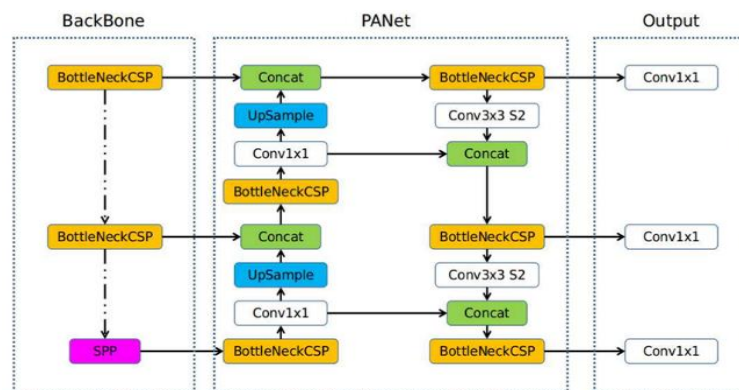 BackBone
PANet
Output
BottleNeckCSP
Concat
BottleNeckCSP
Conv1x1
UpSample
Conv3x3 S2
Conv1x1
Concat
BottleNeckCSP
BottleNeckCSP
Concat
BottleNeckCSP
Conv1x1
UpSample
Conv3x3 S2
Conv1x1
Concat
SPP
BottleNeckCSP
BottleNeckCSP
Conv1x1